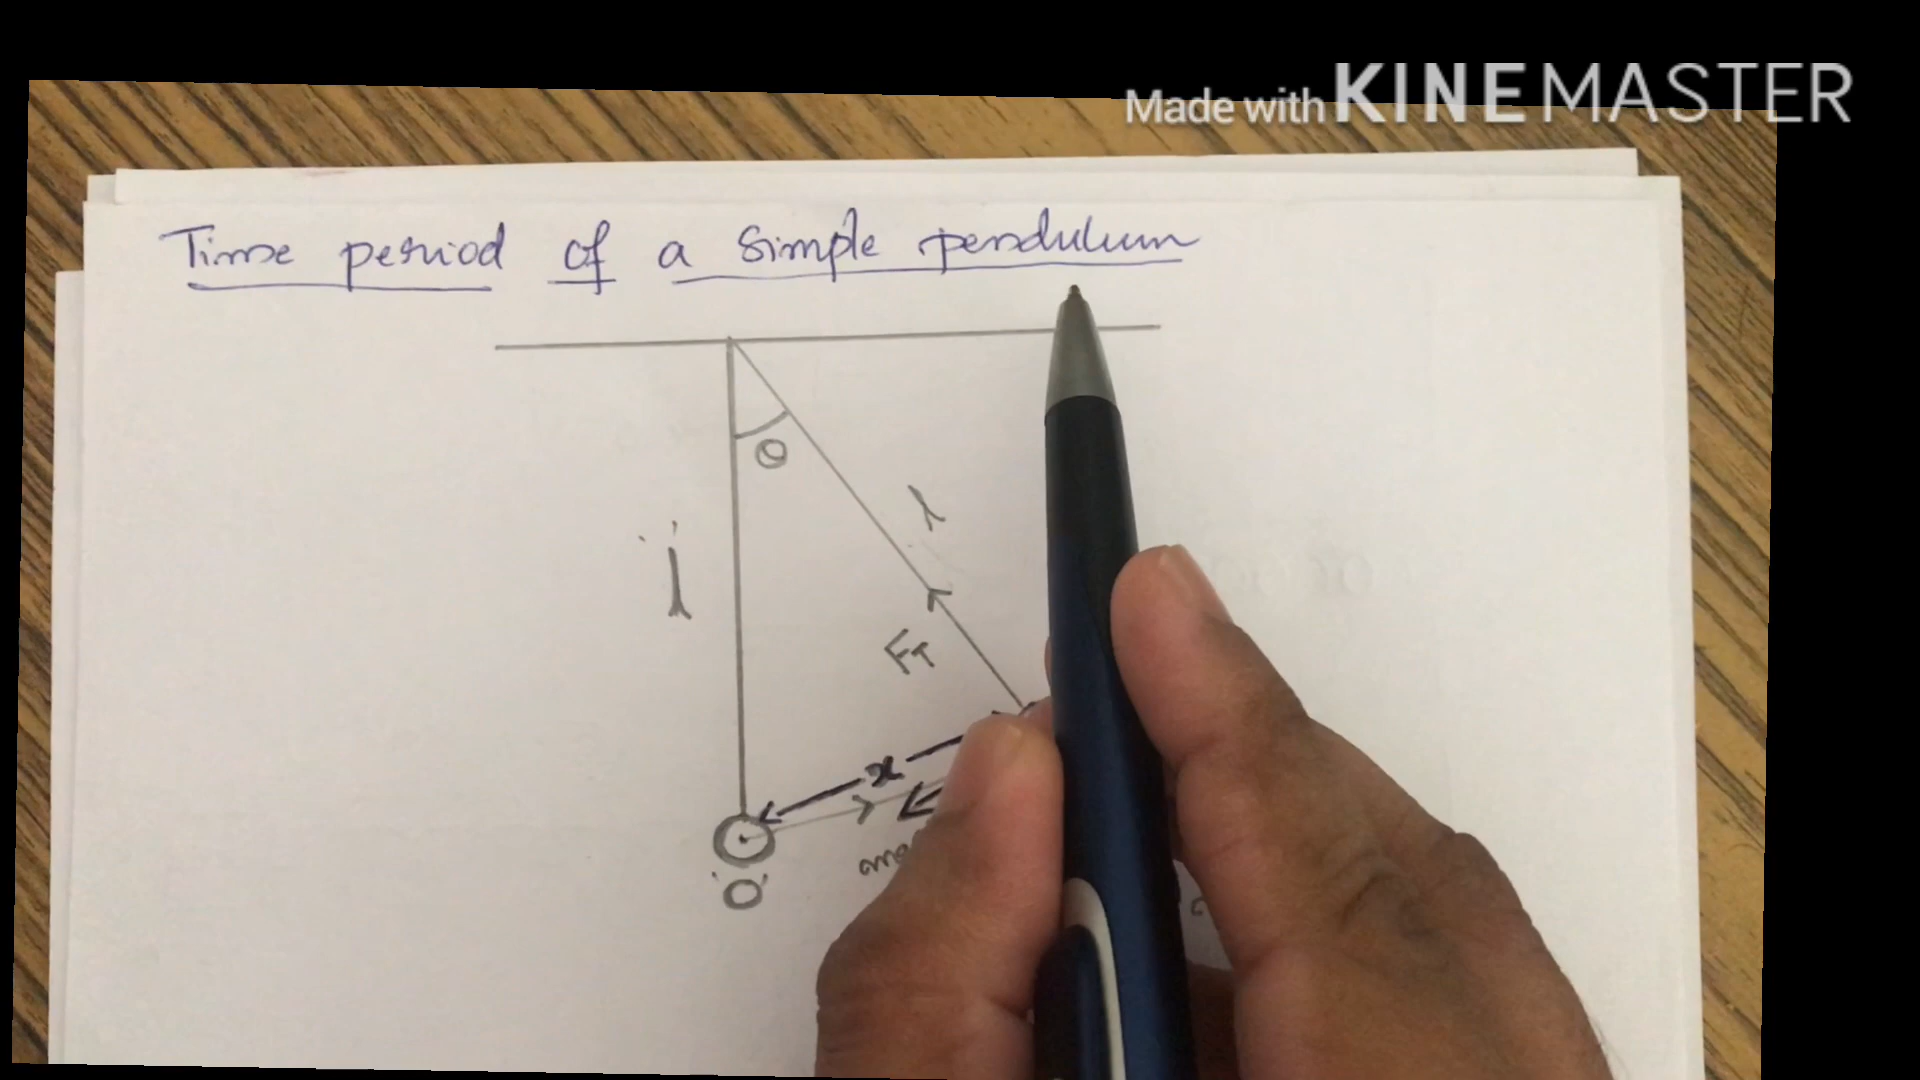 Made with KINEMASTER
Time period of a simple pendulum
θ
l
l
FT
x
O